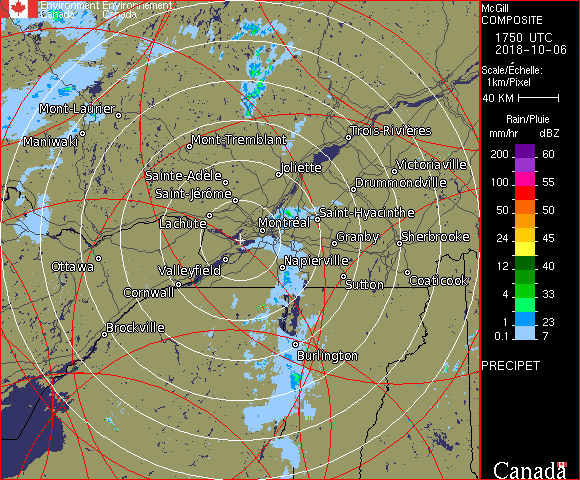 Environment Environnement
Canada Canada
McGill
COMPOSITE
1750 UTC
2018-10-06
Scale/Échelle:
1km/Pixel
40 KM
Rain/Pluie
mm/hr dBZ
200 60
150 57
100 55
50 50
24 45
12 40
4 33
1 23
0.1 7
PRECIPET
Canada
Mont-Laurier
Maniwaki
Mont-Tremblant
Trois-Rivières
Joliette
Victoriaville
Sainte-Adèle
Drummondville
Saint-Jérôme
Saint-Hyacinthe
Lachute
Montréal
Granby
Sherbrooke
Ottawa
Valleyfield
Napierville
Cornwall
Sutton
Coaticook
Brockville
Burlington